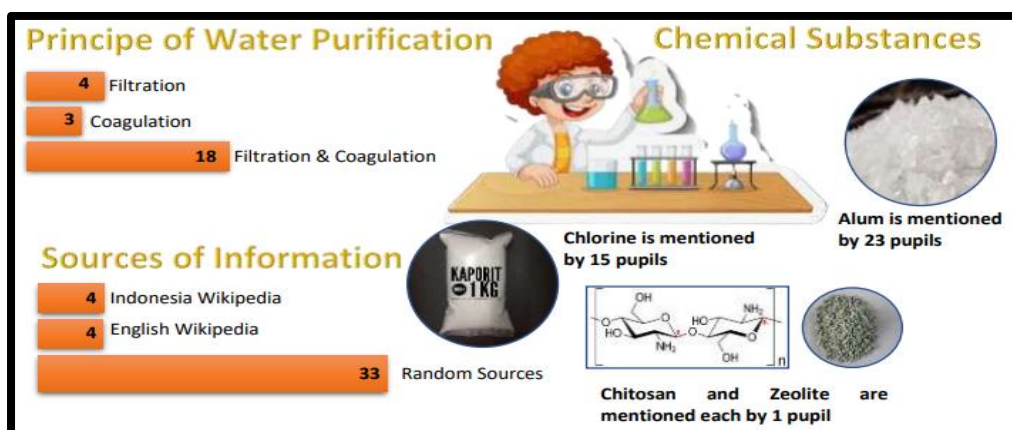 Principe of Water Purification
4 Filtration
3 Coagulation
18 Filtration & Coagulation
Sources of Information
4 Indonesia Wikipedia
4 English Wikipedia
33 Random Sources
Chemical Substances
Alum is mentioned
by 23 pupils
Chlorine is mentioned
by 15 pupils
KAPORIT
1 KG
OH
O
HO
NH₂
O
NH₂
HO
O
O
OH
n
Chitosan and Zeolite are
mentioned each by 1 pupil